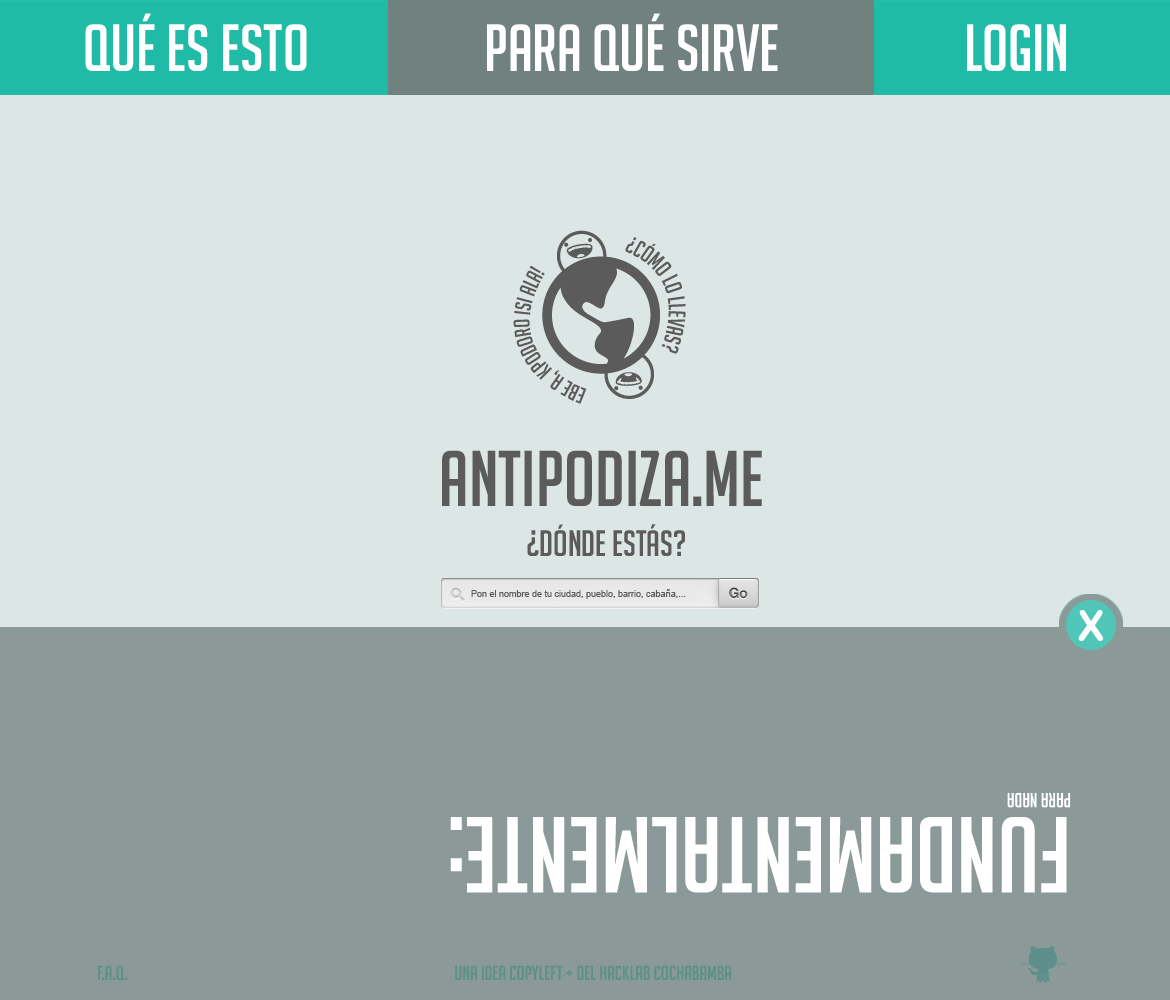 QUÉ ES ESTO
PARA QUÉ SIRVE
LOGIN
¿CÓMO LO LLEVAS?
EBE A, KPODORO ISI ALA!
ANTIPODIZA.ME
¿DÓNDE ESTÁS?
Pon el nombre de tu ciudad, pueblo, barrio, cabaña,...
Go
X
FUNDAMENTALMENTE:
PARA NADA
F.A.Q.
UNA IDEA COPYLEFT + DEL HACKLAB COCHABAMBA